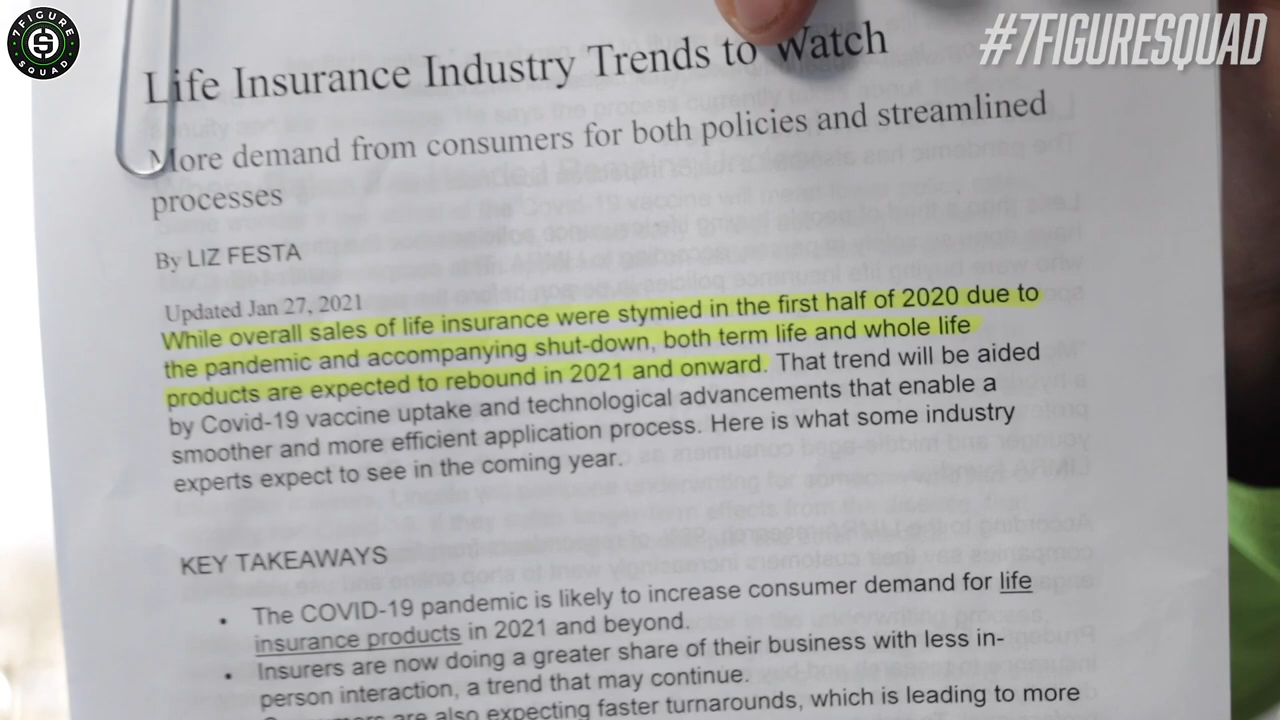 7FIGURE
SQUAD
#7FIGURESQUAD
Life Insurance Industry Trends to Watch
More demand from consumers for both policies and streamlined
processes
By LIZ FESTA
Updated Jan 27, 2021
While overall sales of life insurance were stymied in the first half of 2020 due to
the pandemic and accompanying shut-down, both term life and whole life
products are expected to rebound in 2021 and onward. That trend will be aided
by Covid-19 vaccine uptake and technological advancements that enable a
smoother and more efficient application process. Here is what some industry
experts expect to see in the coming year.
KEY TAKEAWAYS
• The COVID-19 pandemic is likely to increase consumer demand for life
insurance products in 2021 and beyond.
• Insurers are now doing a greater share of their business with less in-
person interaction, a trend that may continue.
are also expecting faster turnarounds, which is leading to more